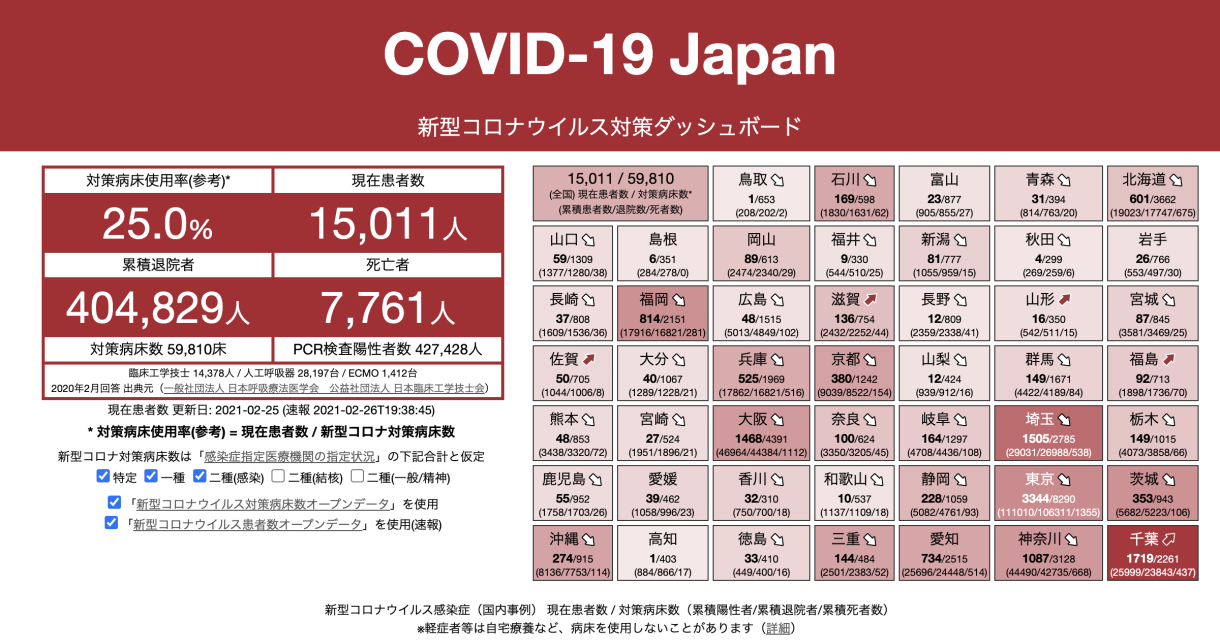 COVID-19 Japan
新型コロナウイルス対策ダッシュボード
対策病床使用率(参考)*
現在患者数
25.0%
15,011人
累積退院者
死亡者
404,829人
7,761人
対策病床数 59,810床
PCR検査陽性者数 427,428人
臨床工学技士 14,378人 / 人工呼吸器 28,197台 / ECMO 1,412台
2020年2月回答 出典元（一般社団法人 日本呼吸療法医学会　公益社団法人 日本臨床工学技士会）
現在患者数 更新日: 2021-02-25 (速報 2021-02-26T19:38:45)
* 対策病床使用率(参考) = 現在患者数 / 新型コロナ対策病床数
新型コロナ対策病床数は「感染症指定医療機関の指定状況」の下記合計と仮定
特定 一種 二種(感染) 二種(結核) 二種(一般/精神)
「新型コロナウイルス対策病床数オープンデータ」を使用
「新型コロナウイルス患者数オープンデータ」を使用(速報)
15,011 / 59,810
(全国) 現在患者数 / 対策病床数*
(累積患者数/退院数/死者数)
鳥取
1/653
(208/202/2)
石川
169/598
(1830/1631/62)
富山
23/877
(905/855/27)
青森
31/394
(814/763/20)
北海道
601/3662
(19023/17747/675)
山口
59/1309
(1377/1280/38)
島根
6/351
(284/278/0)
岡山
89/613
(2474/2340/29)
福井
9/330
(544/510/25)
新潟
81/777
(1055/959/15)
秋田
4/299
(269/259/6)
岩手
26/766
(553/497/30)
長崎
37/808
(1609/1536/36)
福岡
814/2151
(17916/16821/281)
広島
48/1515
(5013/4849/102)
滋賀
136/754
(2432/2252/44)
長野
12/809
(2359/2338/41)
山形
16/350
(542/511/15)
宮城
87/845
(3581/3469/25)
佐賀
50/705
(1044/1006/8)
大分
40/1067
(1289/1228/21)
兵庫
525/1969
(17862/16821/516)
京都
380/1242
(9039/8522/154)
山梨
12/424
(939/912/16)
群馬
149/1671
(4422/4189/84)
福島
92/713
(1898/1736/70)
熊本
48/853
(3438/3320/72)
宮崎
27/524
(1951/1896/21)
大阪
1468/4391
(46964/44384/1112)
奈良
100/624
(3350/3205/45)
岐阜
164/1297
(4708/4436/108)
埼玉
1505/2785
(29031/26988/538)
栃木
149/1015
(4073/3858/66)
鹿児島
55/952
(1758/1703/26)
愛媛
39/462
(1058/996/23)
香川
32/310
(750/700/18)
和歌山
10/537
(1137/1109/18)
静岡
228/1059
(5082/4761/93)
東京
3344/8290
(111010/106311/1355)
茨城
353/943
(5682/5223/106)
沖縄
274/915
(8136/7753/114)
高知
1/403
(884/866/17)
徳島
33/410
(449/400/16)
三重
144/484
(2501/2383/52)
愛知
734/2515
(25696/24448/514)
神奈川
1087/3128
(44490/42735/668)
千葉
1719/2261
(25999/23843/437)
新型コロナウイルス感染症（国内事例） 現在患者数 / 対策病床数（累積陽性者/累積退院者/累積死者数）
※軽症者等は自宅療養など、病床を使用しないことがあります（詳細）